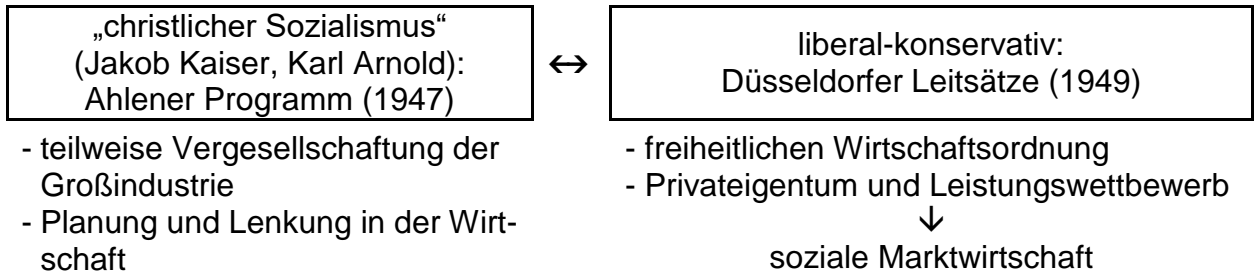 „christlicher Sozialismus“
(Jakob Kaiser, Karl Arnold):
Ahlener Programm (1947)
↔
liberal-konservativ:
Düsseldorfer Leitsätze (1949)
- teilweise Vergesellschaftung der
Großindustrie
- Planung und Lenkung in der Wirt-
schaft
- freiheitlichen Wirtschaftsordnung
- Privateigentum und Leistungswettbewerb
↓
soziale Marktwirtschaft